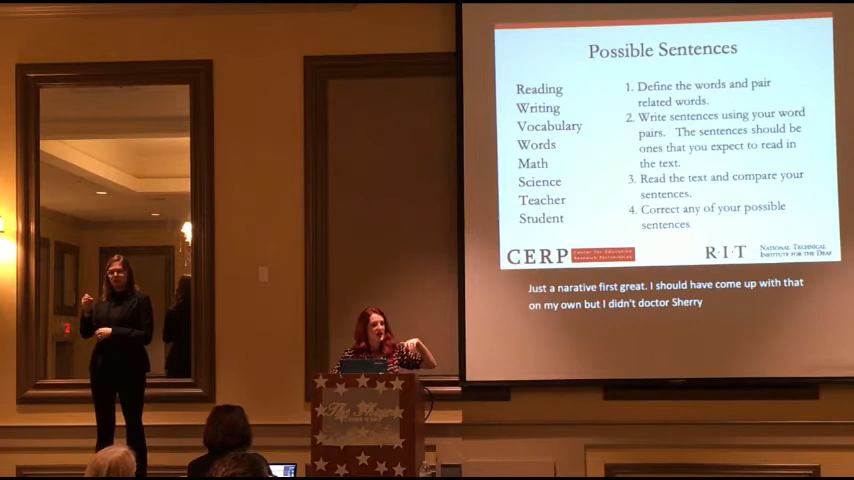 Possible Sentences
Reading
Writing
Vocabulary
Words
Math
Science
Teacher
Student
1. Define the words and pair
related words.
2. Write sentences using your word
pairs. The sentences should be
ones that you expect to read in
the text.
3. Read the text and compare your
sentences.
4. Correct any of your possible
sentences
CERP
Center for Education
Research Partnerships
R·I·T
National Technical
Institute for the Deaf
Just a narative first great. I should have come up with that
on my own but I didn't doctor Sherry